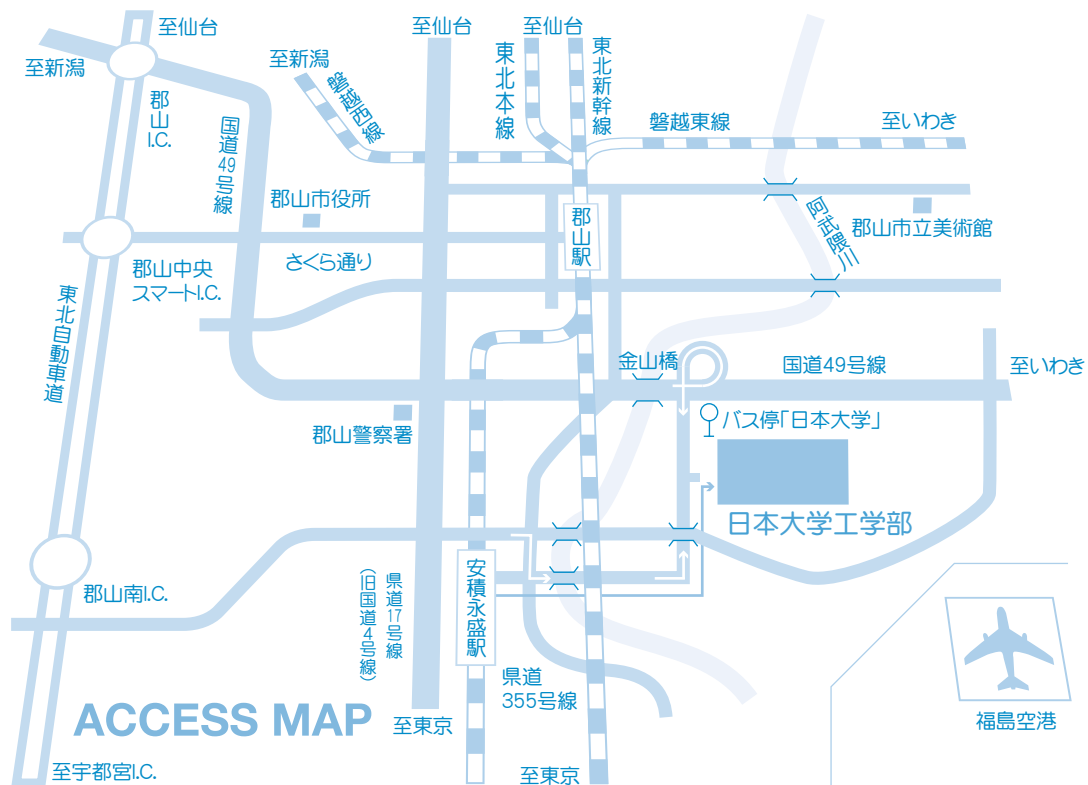 至仙台
至新潟
郡山
I.C.
国道49号線
至新潟
磐越西線
至仙台
東北本線
至仙台
東北新幹線
磐越東線
至いわき
郡山市役所
郡山駅
阿武隈川
郡山市立美術館
さくら通り
郡山中央
スマートI.C.
東北自動車道
金山橋
国道49号線
至いわき
バス停「日本大学」
郡山警察署
日本大学工学部
郡山南I.C.
県道17号線
(旧国道4号線)
安積永盛駅
県道
355号線
福島空港
ACCESS MAP
至東京
至東京
至宇都宮I.C.